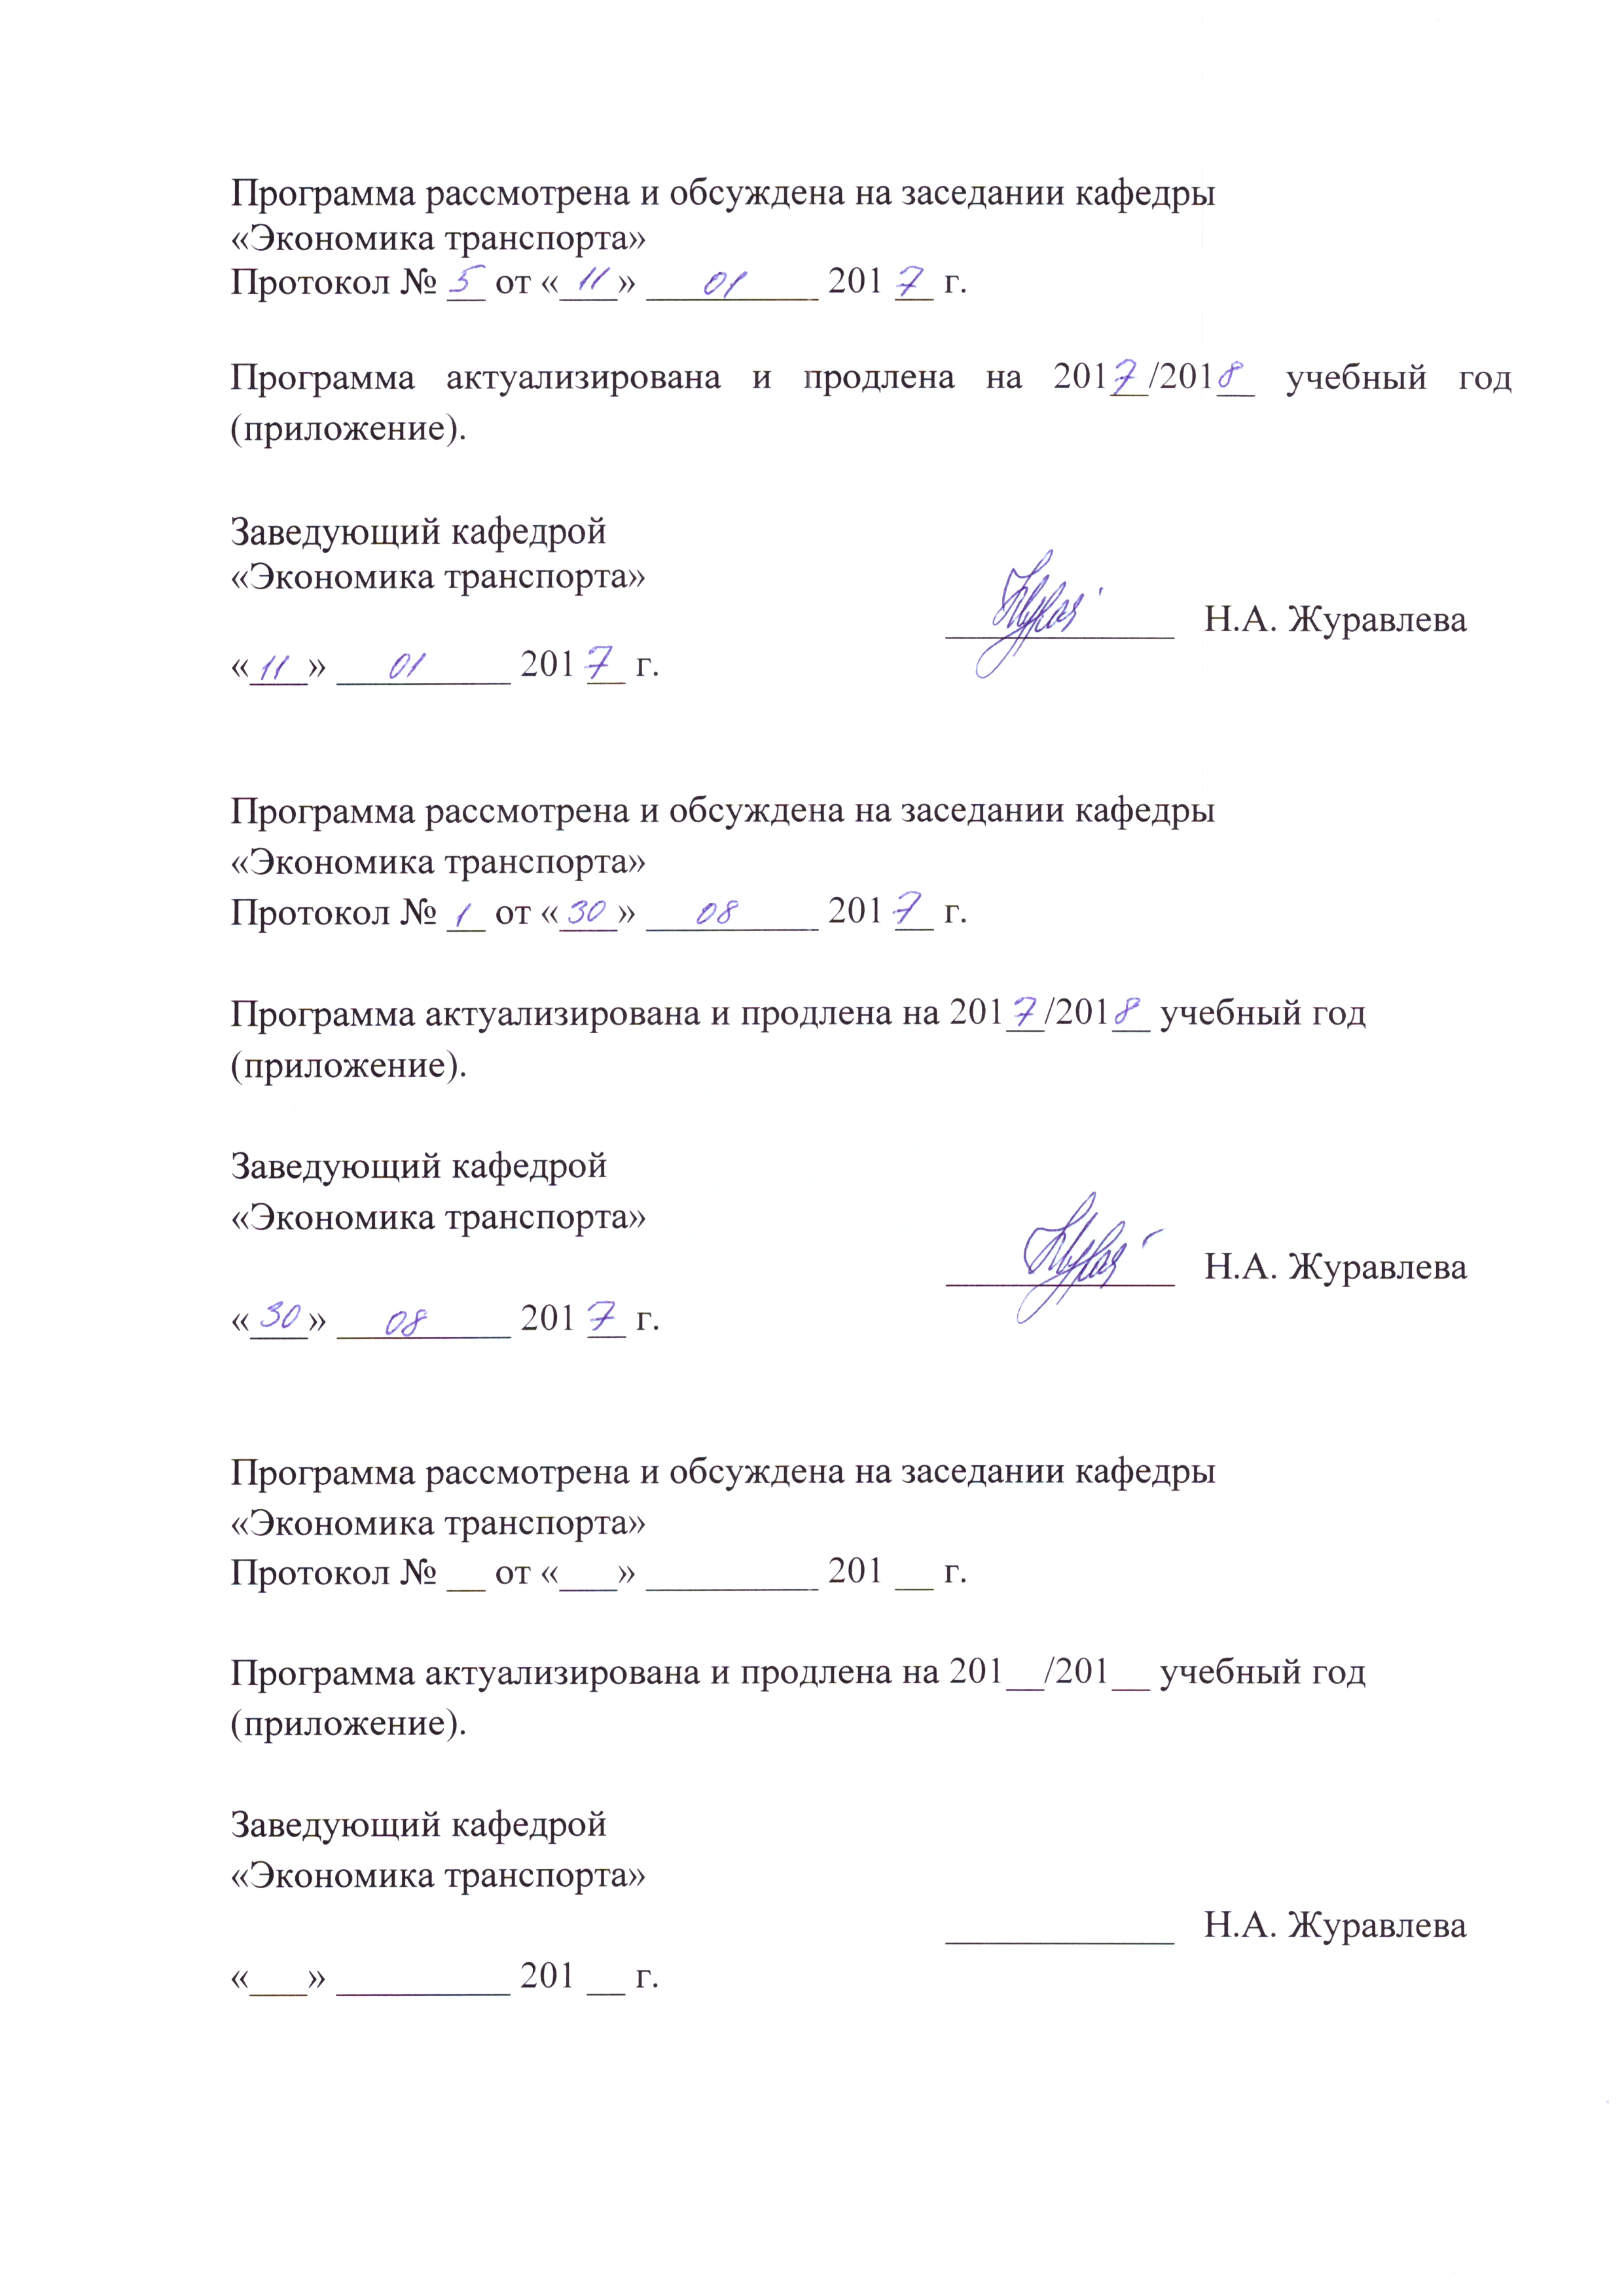 Программа рассмотрена и обсуждена на заседании кафедры
«Экономика транспорта»
Протокол № 5 от «11» 01 2017 г.
Программа актуализирована и продлена на 2017/2018 учебный год
(приложение).
Заведующий кафедрой
«Экономика транспорта»
Н.А. Журавлева
«11» 01 2017 г.
Программа рассмотрена и обсуждена на заседании кафедры
«Экономика транспорта»
Протокол № 1 от «30» 08 2017 г.
Программа актуализирована и продлена на 2017/2018 учебный год
(приложение).
Заведующий кафедрой
«Экономика транспорта»
Н.А. Журавлева
«30» 08 2017 г.
Программа рассмотрена и обсуждена на заседании кафедры
«Экономика транспорта»
Протокол № __ от «___» _________ 201 __ г.
Программа актуализирована и продлена на 201__/201__ учебный год
(приложение).
Заведующий кафедрой
«Экономика транспорта»
____________ Н.А. Журавлева
«___» _________ 201 __ г.